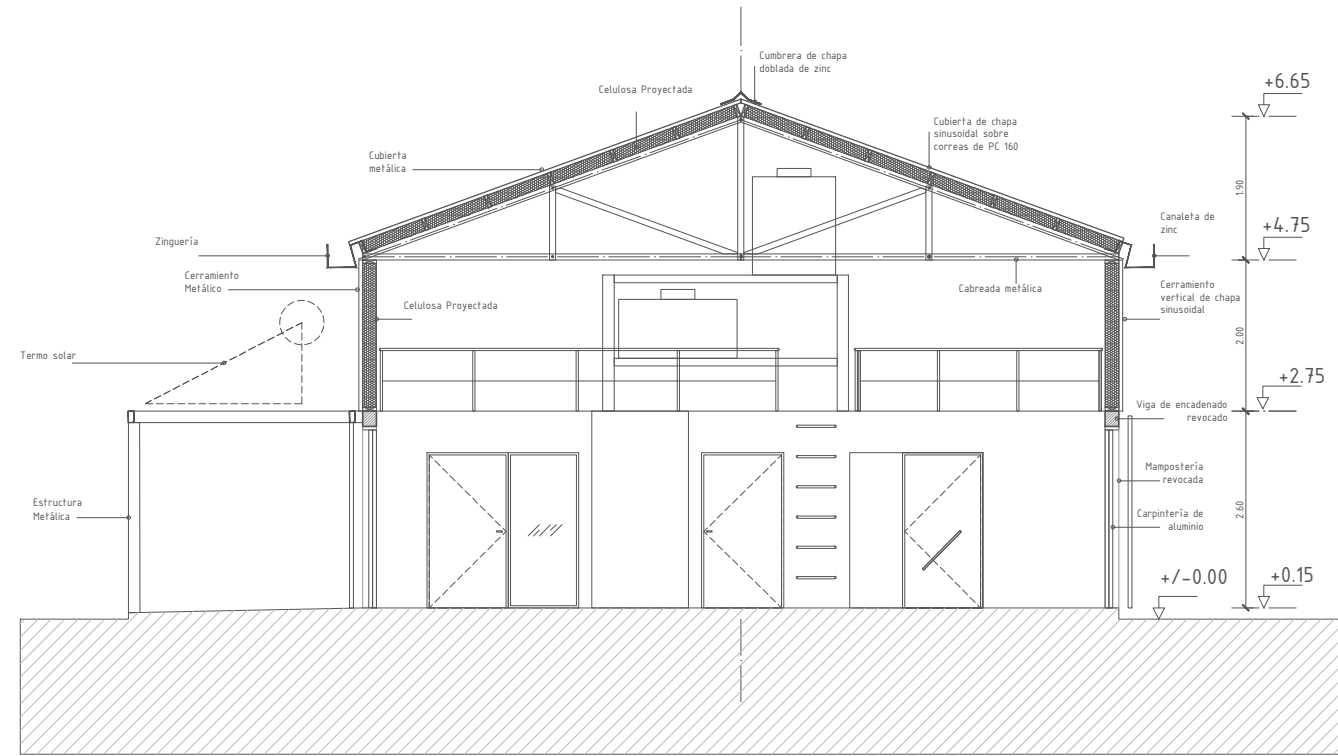 Cumbrera de chapa
doblada de zinc
Celulosa Proyectada
+6.65
Cubierta de chapa
sinusoidal sobre
correas de PC 160
Cubierta
metálica
1.90
Canaleta de
zinc
+4.75
Zinguería
Cerramiento
Metálico
Celulosa Proyectada
Cabreada metálica
Cerramiento
vertical de chapa
sinusoidal
2.00
Termo solar
+2.75
Viga de encadenado
revocado
Mampostería
revocada
Estructura
Metálica
Carpintería de
aluminio
2.60
+/-0.00
+0.15